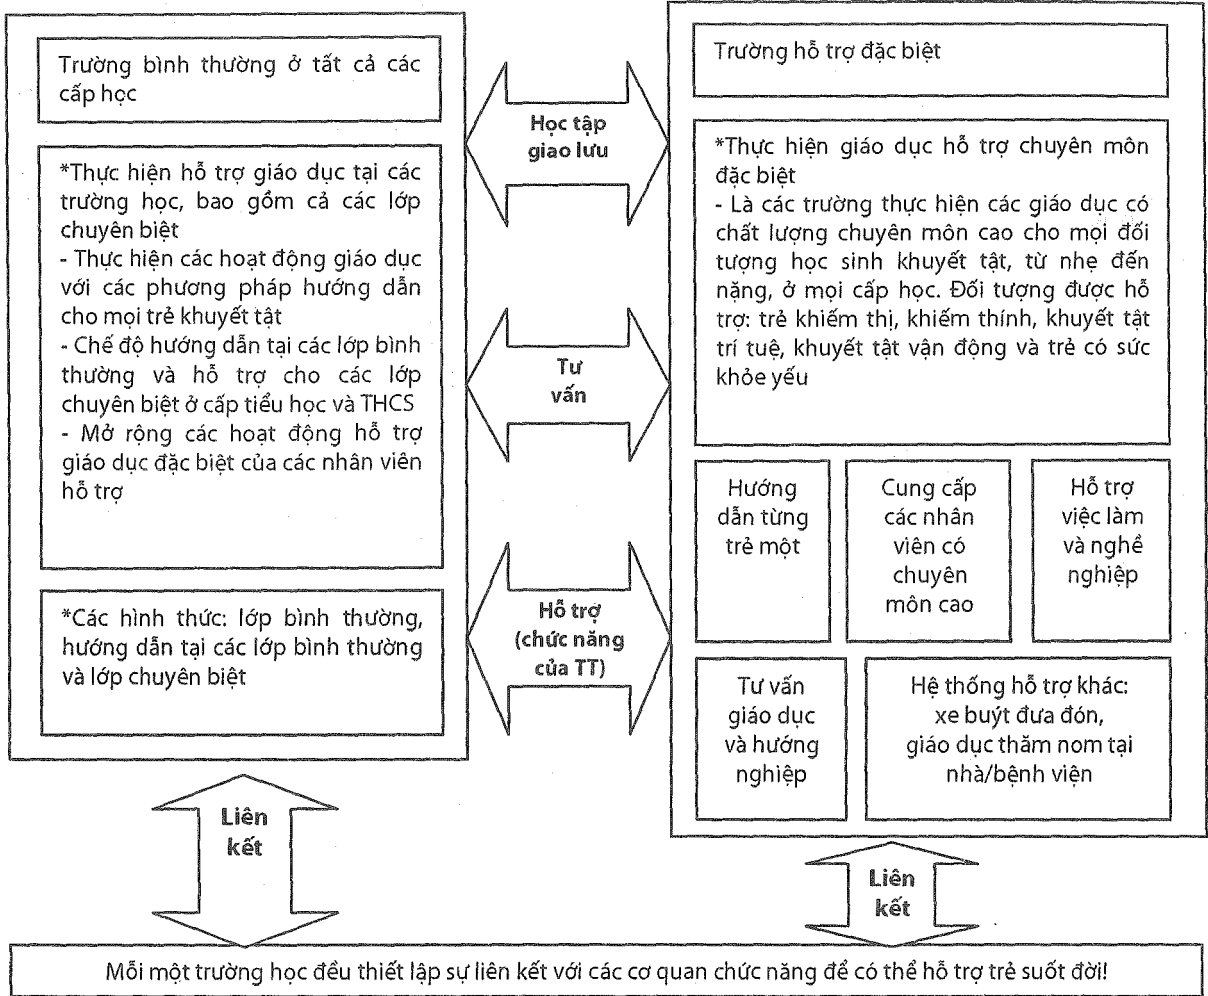 Trường bình thường ở tất cả các
cấp học
*Thực hiện hỗ trợ giáo dục tại các
trường học, bao gồm cả các lớp
chuyên biệt
- Thực hiện các hoạt động giáo dục
với các phương pháp hướng dẫn
cho mọi trẻ khuyết tật
- Chế độ hướng dẫn tại các lớp bình
thường và hỗ trợ cho các lớp
chuyên biệt ở cấp tiểu học và THCS
- Mở rộng các hoạt động hỗ trợ
giáo dục đặc biệt của các nhân viên
hỗ trợ
*Các hình thức: lớp bình thường,
hướng dẫn tại các lớp bình thường
và lớp chuyên biệt
Học tập
giao lưu
Tư
vấn
Hỗ trợ
(chức năng
của TT)
Trường hỗ trợ đặc biệt
*Thực hiện giáo dục hỗ trợ chuyên môn
đặc biệt
- Là các trường thực hiện các giáo dục có
chất lượng chuyên môn cao cho mọi đối
tượng học sinh khuyết tật, từ nhẹ đến
nặng, ở mọi cấp học. Đối tượng được hỗ
trợ: trẻ khiếm thị, khiếm thính, khuyết tật
trí tuệ, khuyết tật vận động và trẻ có sức
khỏe yếu
Hướng
dẫn từng
trẻ một
Cung cấp
các nhân
viên có
chuyên
môn cao
Hỗ trợ
việc làm
và nghề
nghiệp
Tư vấn
giáo dục
và hướng
nghiệp
Hệ thống hỗ trợ khác:
xe buýt đưa đón,
giáo dục thăm nom tại
nhà/bệnh viện
Liên
kết
Liên
kết
Mỗi một trường học đều thiết lập sự liên kết với các cơ quan chức năng để có thể hỗ trợ trẻ suốt đời!